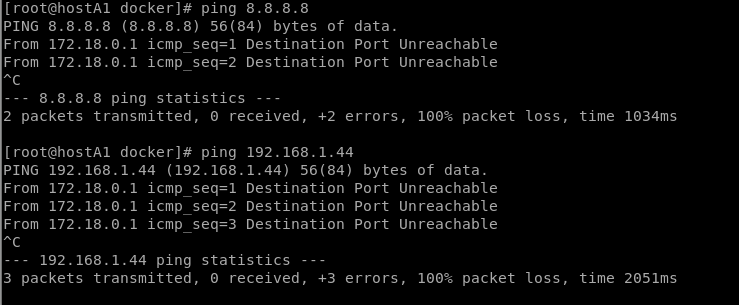 [root@hostA1 docker]# ping 8.8.8.8
PING 8.8.8.8 (8.8.8.8) 56(84) bytes of data.
From 172.18.0.1 icmp_seq=1 Destination Port Unreachable
From 172.18.0.1 icmp_seq=2 Destination Port Unreachable
^C
--- 8.8.8.8 ping statistics ---
2 packets transmitted, 0 received, +2 errors, 100% packet loss, time 1034ms
[root@hostA1 docker]# ping 192.168.1.44
PING 192.168.1.44 (192.168.1.44) 56(84) bytes of data.
From 172.18.0.1 icmp_seq=1 Destination Port Unreachable
From 172.18.0.1 icmp_seq=2 Destination Port Unreachable
From 172.18.0.1 icmp_seq=3 Destination Port Unreachable
^C
--- 192.168.1.44 ping statistics ---
3 packets transmitted, 0 received, +3 errors, 100% packet loss, time 2051ms